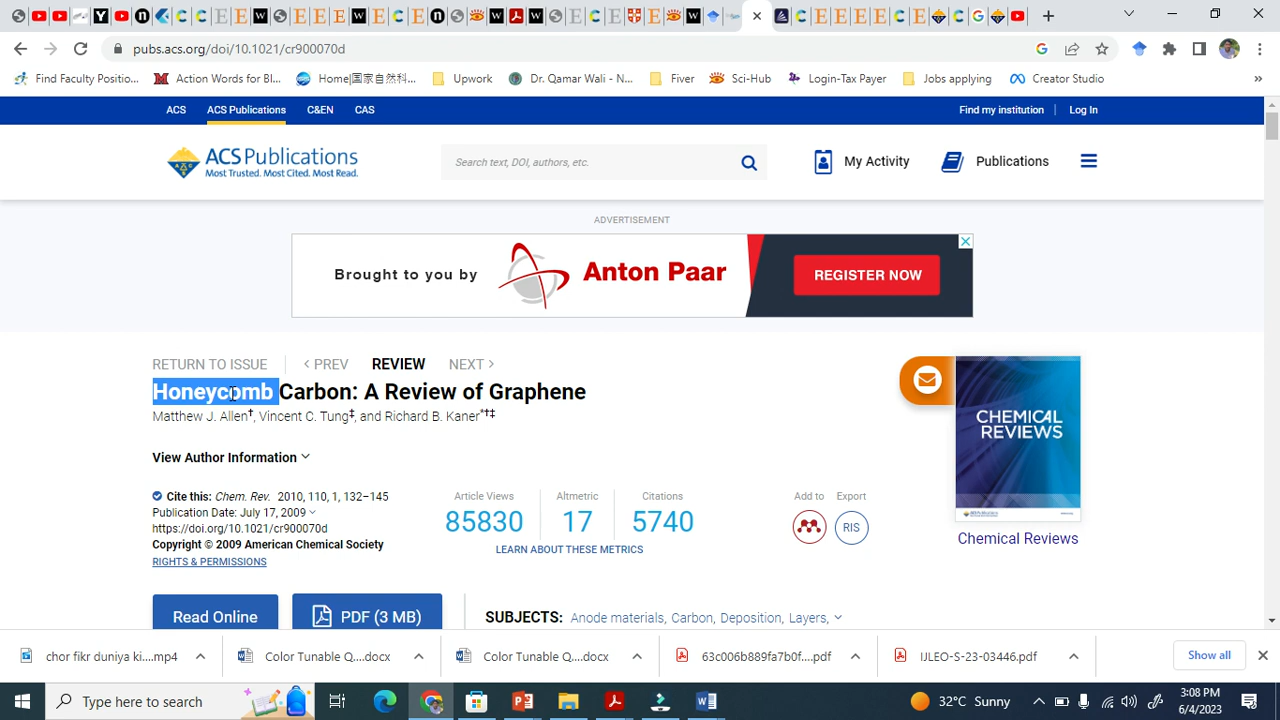 pubs.acs.org/doi/10.1021/cr900070d
Find Faculty Positio...
Action Words for Bl...
Home|国家自然科...
Upwork
Dr. Qamar Wali - N...
Fiver
Sci-Hub
Login-Tax Payer
Jobs applying
Creator Studio
»
ACS
ACS Publications
C&EN
CAS
Find my institution
Log In
ACS Publications
Most Trusted. Most Cited. Most Read.
Search text, DOI, authors, etc.
My Activity
Publications
ADVERTISEMENT
Brought to you by
Anton Paar
REGISTER NOW
RETURN TO ISSUE
< PREV
REVIEW
NEXT >
Honeycomb Carbon: A Review of Graphene
Matthew J. Allen†, Vincent C. Tung‡, and Richard B. Kaner*†‡
View Author Information
Cite this: Chem. Rev. 2010, 110, 1, 132–145
Publication Date: July 17, 2009
https://doi.org/10.1021/cr900070d
Copyright © 2009 American Chemical Society
RIGHTS & PERMISSIONS
Article Views
85830
Altmetric
17
Citations
5740
LEARN ABOUT THESE METRICS
Add to
Export
RIS
CHEMICAL
REVIEWS
Chemical Reviews
Read Online
PDF (3 MB)
SUBJECTS: Anode materials, Carbon, Deposition, Layers,
chor fikr duniya ki....mp4
Color Tunable Q....docx
Color Tunable Q....docx
63c006b889fa7b0f....pdf
IJLEO-S-23-03446.pdf
Show all
Type here to search
32°C Sunny
3:08 PM
6/4/2023